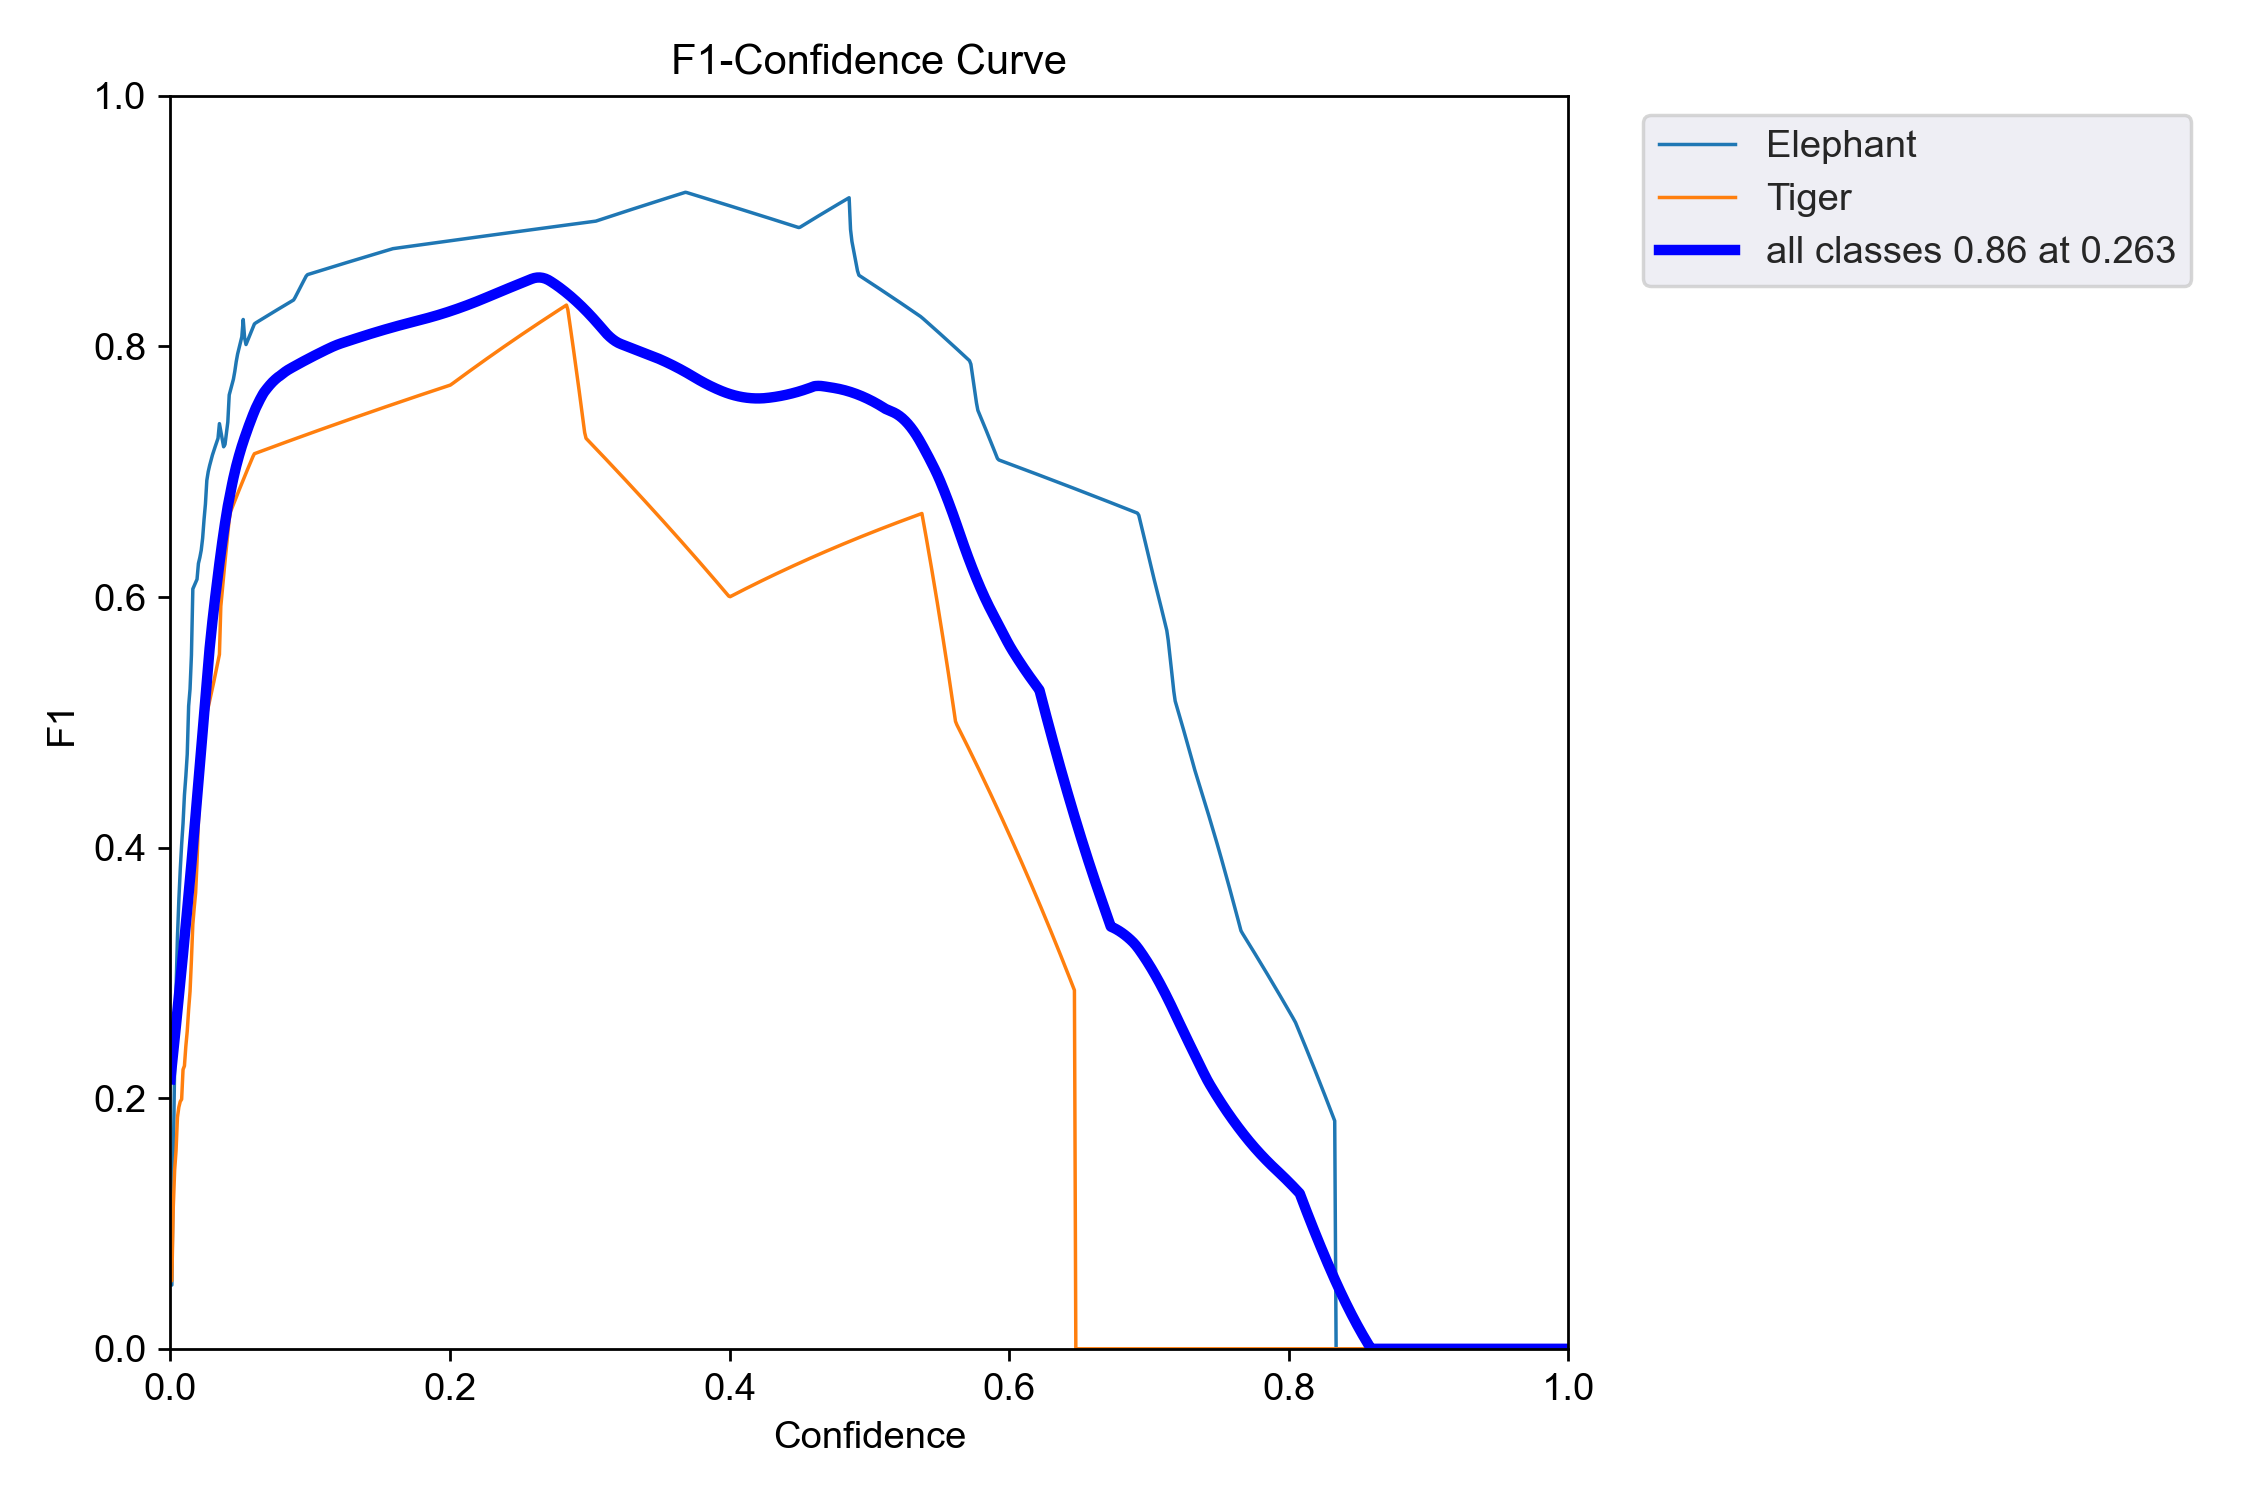 F1-Confidence Curve
1.0
0.8
0.6
0.4
0.2
0.0
F1
0.0 0.2 0.4 0.6 0.8 1.0
Confidence
Elephant
Tiger
all classes 0.86 at 0.263